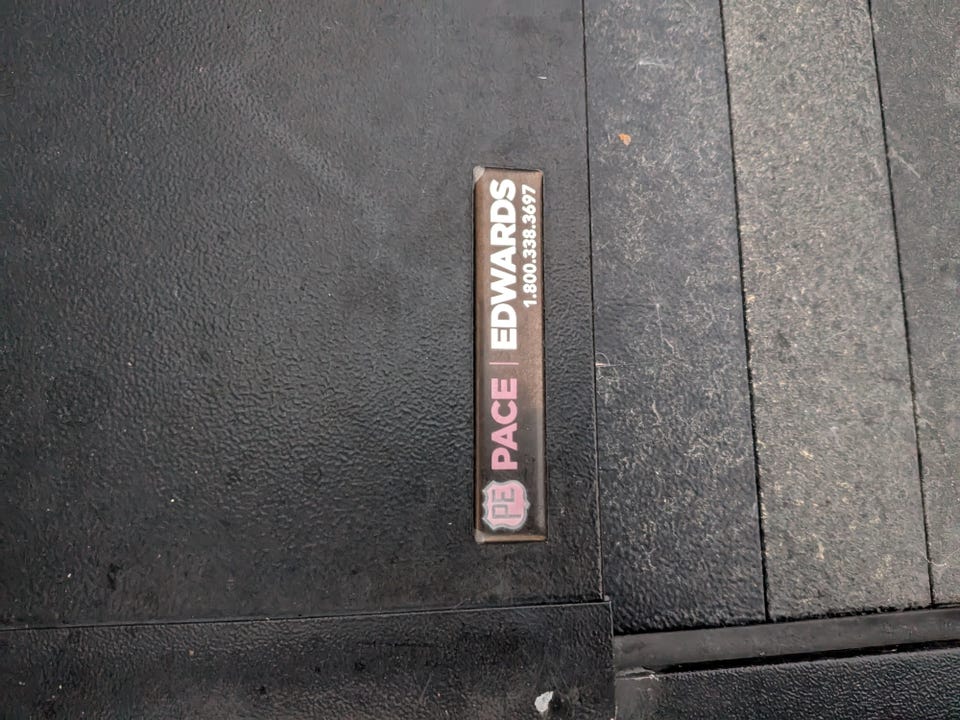 PE
PACE | EDWARDS
1.800.338.3697